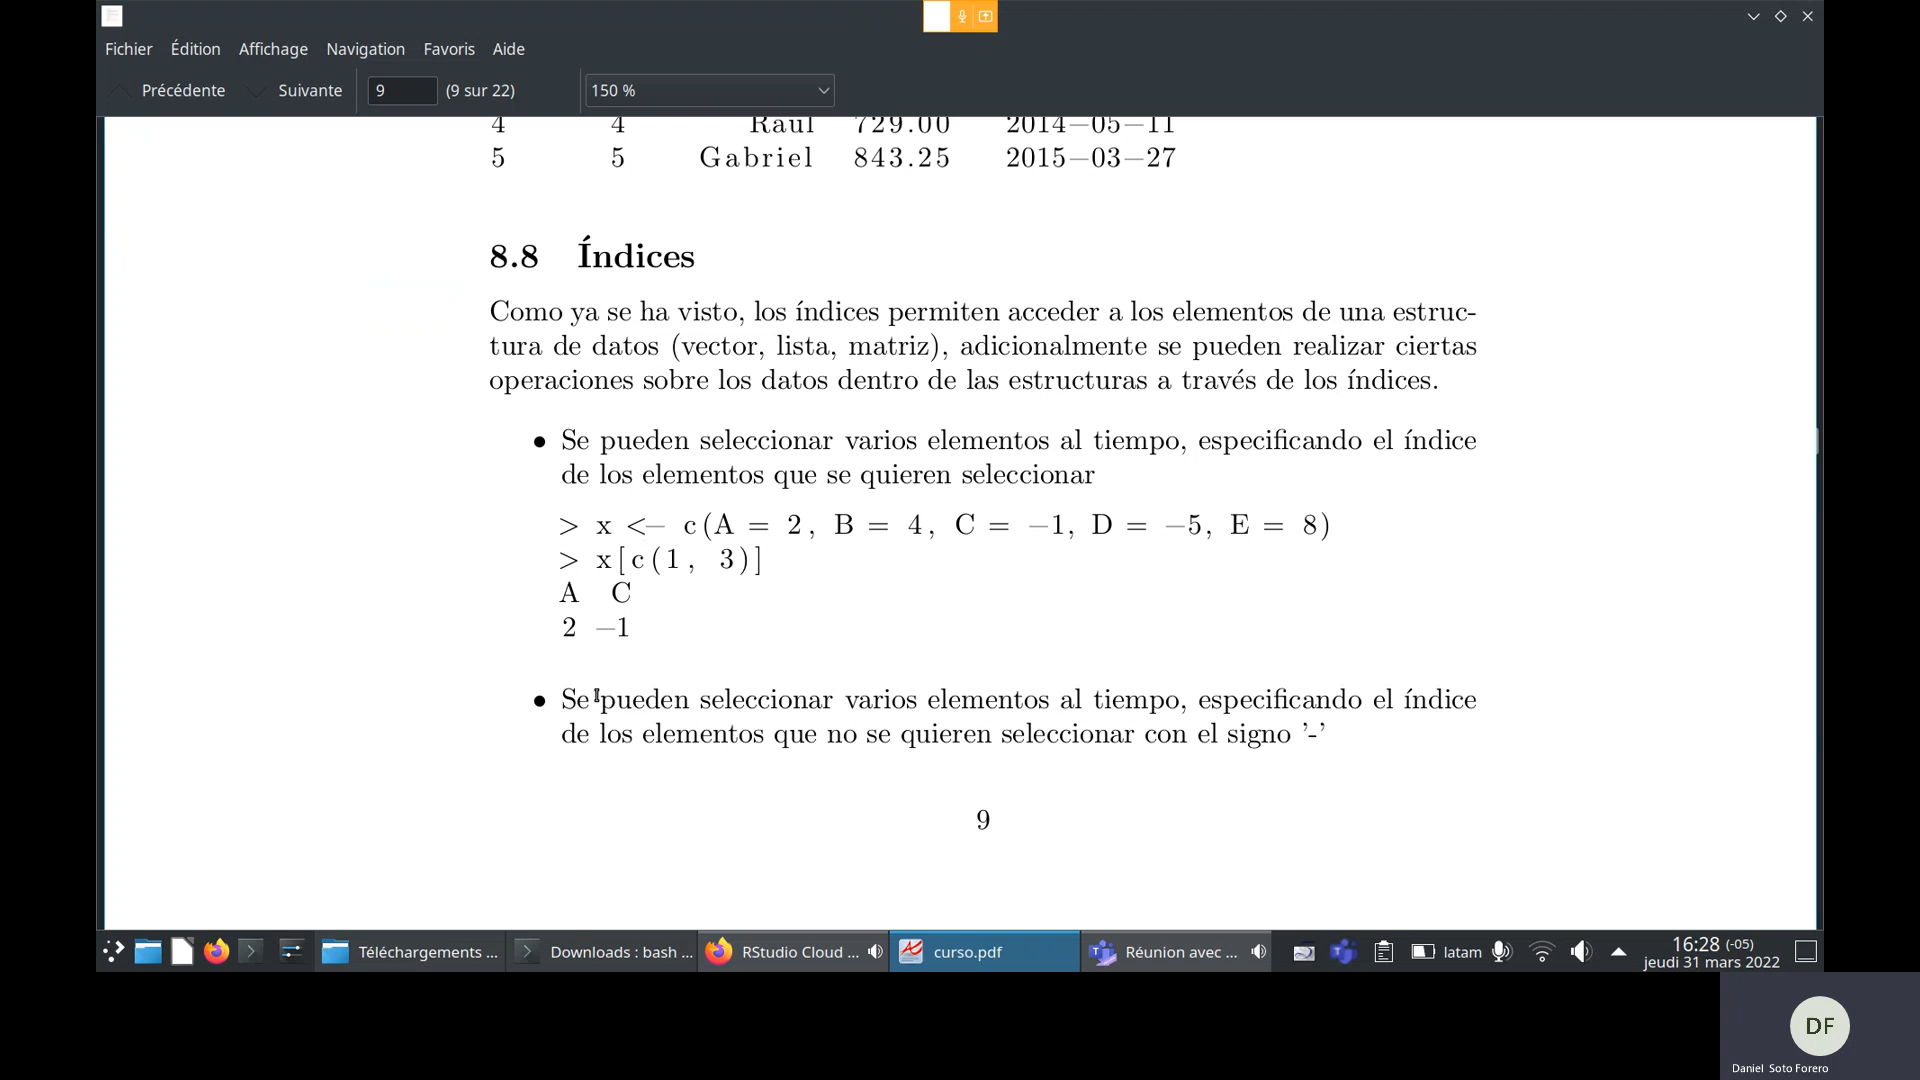 Fichier Édition Affichage Navigation Favoris Aide
Précédente Suivante 9 (9 sur 22) 150 %
4 4 Raul 729.00 2014−05−11
5 5 Gabriel 843.25 2015−03−27
8.8 Índices
Como ya se ha visto, los índices permiten acceder a los elementos de una estruc-
tura de datos (vector, lista, matriz), adicionalmente se pueden realizar ciertas
operaciones sobre los datos dentro de las estructuras a través de los índices.
• Se pueden seleccionar varios elementos al tiempo, especificando el índice
de los elementos que se quieren seleccionar
> x <− c(A = 2, B = 4, C = −1, D = −5, E = 8)
> x[c(1, 3)]
A C
2 −1
• Se pueden seleccionar varios elementos al tiempo, especificando el índice
de los elementos que no se quieren seleccionar con el signo ’-’
9
Téléchargements ... Downloads : bash ... RStudio Cloud ... curso.pdf Réunion avec ... latam 16:28 (-05)
jeudi 31 mars 2022
DF
Daniel Soto Forero